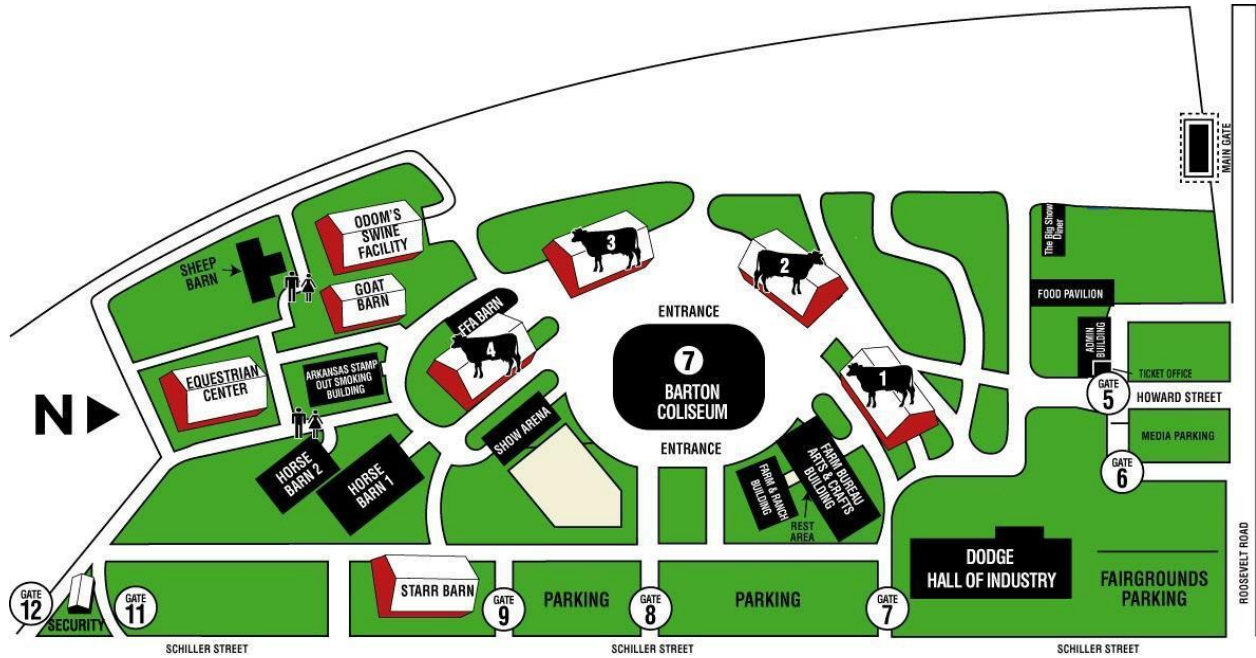 MAIN GATE
ROOSEVELT ROAD
ODOM'S
SWINE
FACILITY
SHEEP
BARN
GOAT
BARN
3
2
The Big Show
Diner
FOOD PAVILION
ADMIN
BUILDING
TICKET OFFICE
GATE
5
HOWARD STREET
MEDIA PARKING
GATE
6
FFA BARN
4
ENTRANCE
7
BARTON
COLISEUM
ENTRANCE
1
EQUESTRIAN
CENTER
ARKANSAS STAMP
OUT SMOKING
BUILDING
N
SHOW ARENA
HORSE
BARN 2
HORSE
BARN 1
FARM & RANCH
BUILDING
FARM BUREAU
ARTS & CRAFTS
BUILDING
REST
AREA
DODGE
HALL OF INDUSTRY
FAIRGROUNDS
PARKING
GATE
12
SECURITY
GATE
11
STARR BARN
GATE
9
PARKING
GATE
8
PARKING
GATE
7
SCHILLER STREET
SCHILLER STREET
SCHILLER STREET